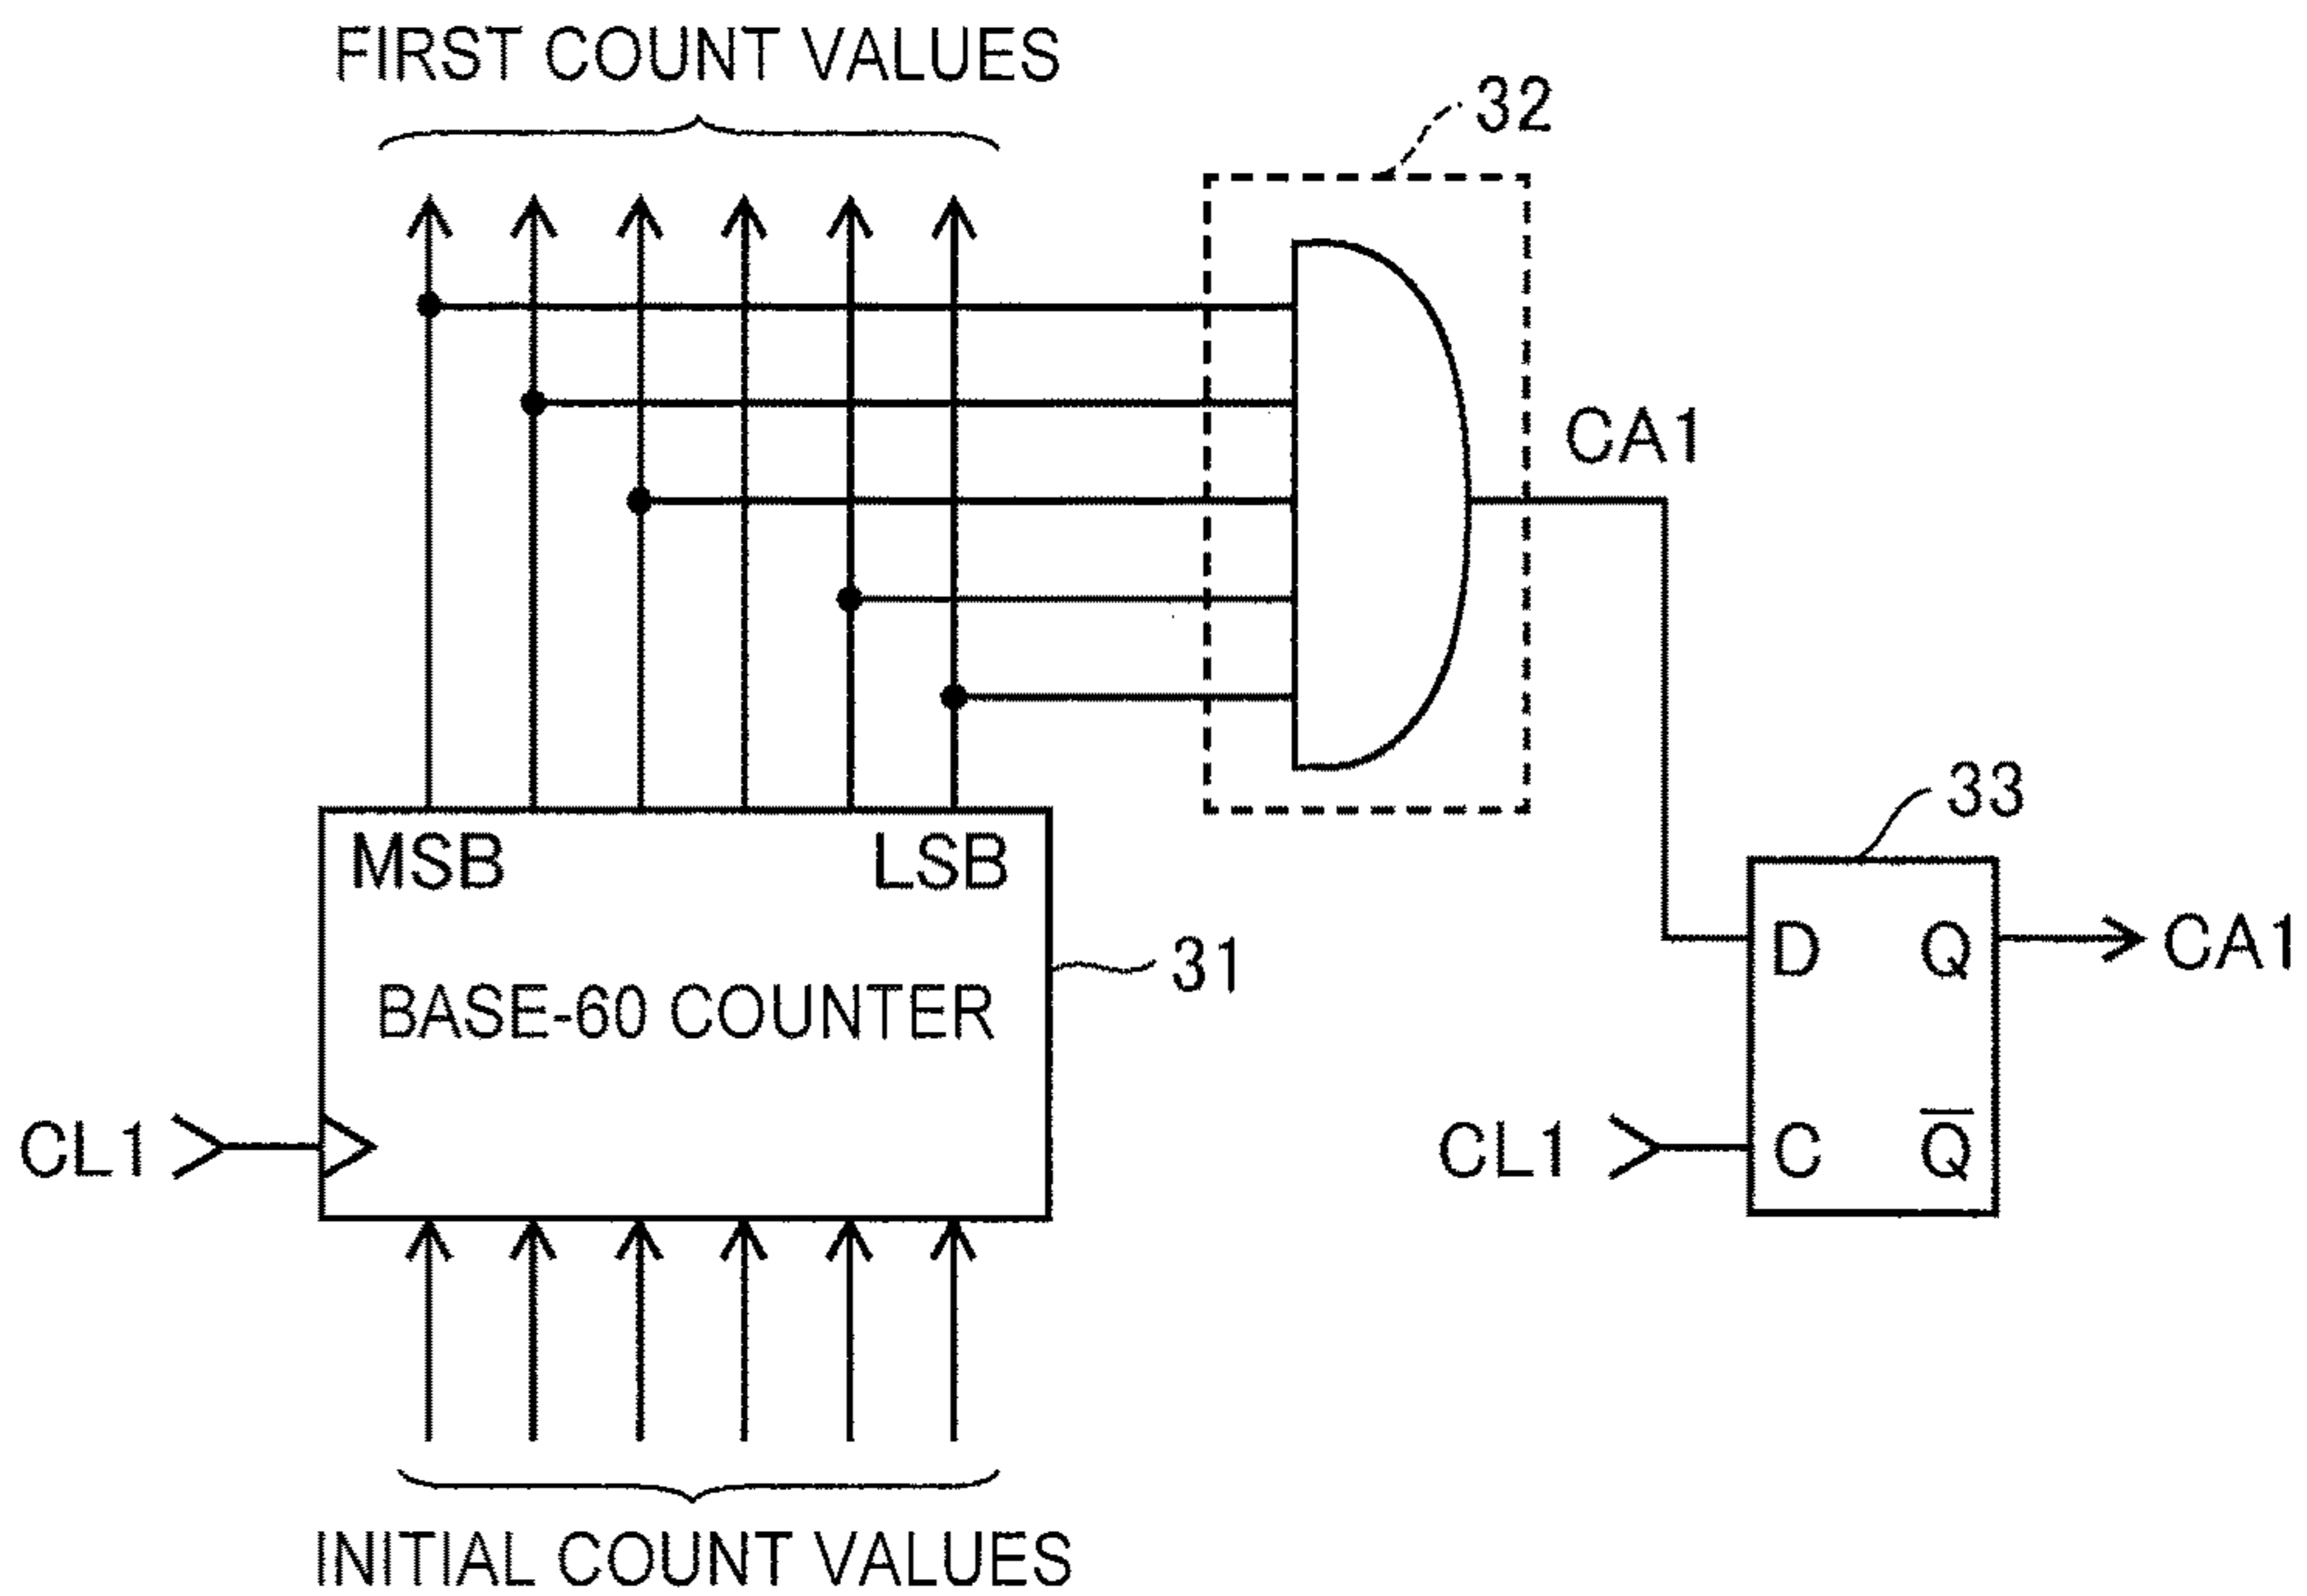 FIRST COUNT VALUES
32
CA1
33
MSB LSB
D Q
CA1
31
BASE-60 COUNTER
CL1
CL1
C Q̅
INITIAL COUNT VALUES